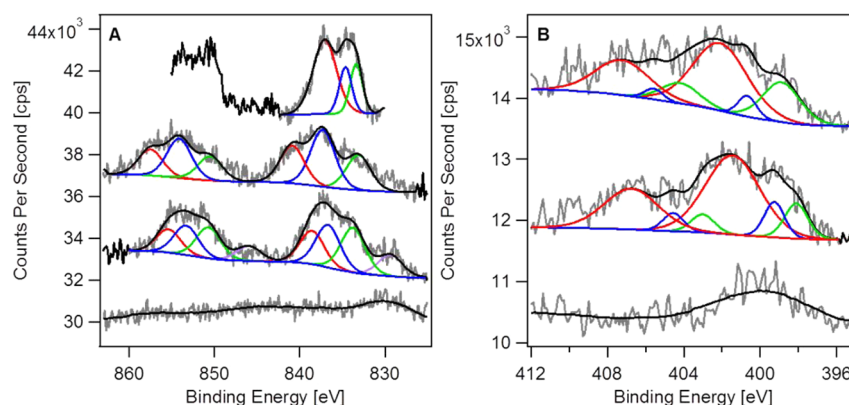 44x10³
42
40
38
36
34
32
30
Counts Per Second [cps]
A
860
850
840
830
Binding Energy [eV]
15x10³
14
13
12
11
10
Counts Per Second [cps]
B
412
408
404
400
396
Binding Energy [eV]